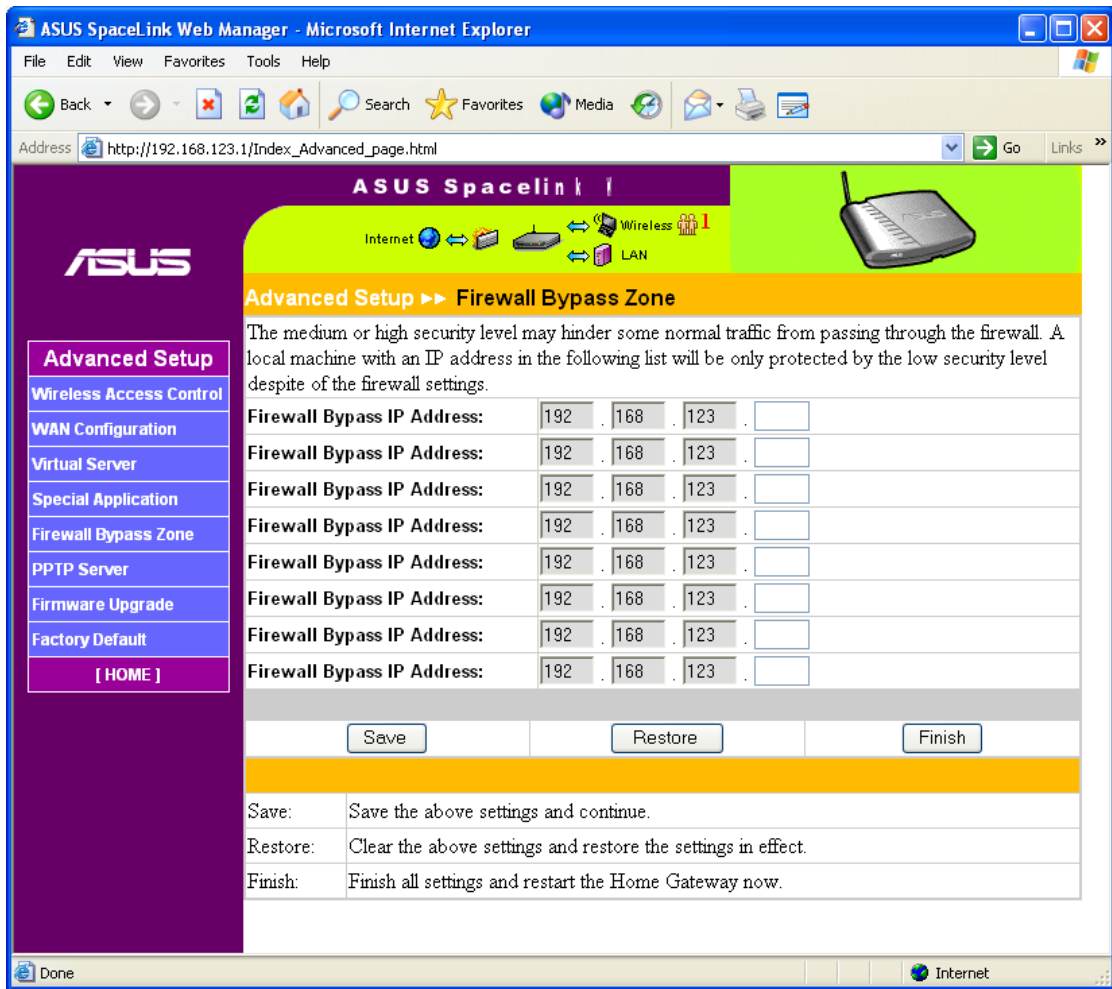 ASUS SpaceLink Web Manager - Microsoft Internet Explorer
File Edit View Favorites Tools Help
Back Search Favorites Media
Address http://192.168.123.1/Index_Advanced_page.html Go Links »
ASUS Spacelink
Internet Wireless 1
LAN
ASUS
Advanced Setup ▸▸ Firewall Bypass Zone
The medium or high security level may hinder some normal traffic from passing through the firewall. A
local machine with an IP address in the following list will be only protected by the low security level
despite of the firewall settings.
Advanced Setup
Wireless Access Control
WAN Configuration
Virtual Server
Special Application
Firewall Bypass Zone
PPTP Server
Firmware Upgrade
Factory Default
[ HOME ]
Firewall Bypass IP Address: 192 . 168 . 123 .
Firewall Bypass IP Address: 192 . 168 . 123 .
Firewall Bypass IP Address: 192 . 168 . 123 .
Firewall Bypass IP Address: 192 . 168 . 123 .
Firewall Bypass IP Address: 192 . 168 . 123 .
Firewall Bypass IP Address: 192 . 168 . 123 .
Firewall Bypass IP Address: 192 . 168 . 123 .
Firewall Bypass IP Address: 192 . 168 . 123 .
Save Restore Finish
Save: Save the above settings and continue.
Restore: Clear the above settings and restore the settings in effect.
Finish: Finish all settings and restart the Home Gateway now.
Done Internet